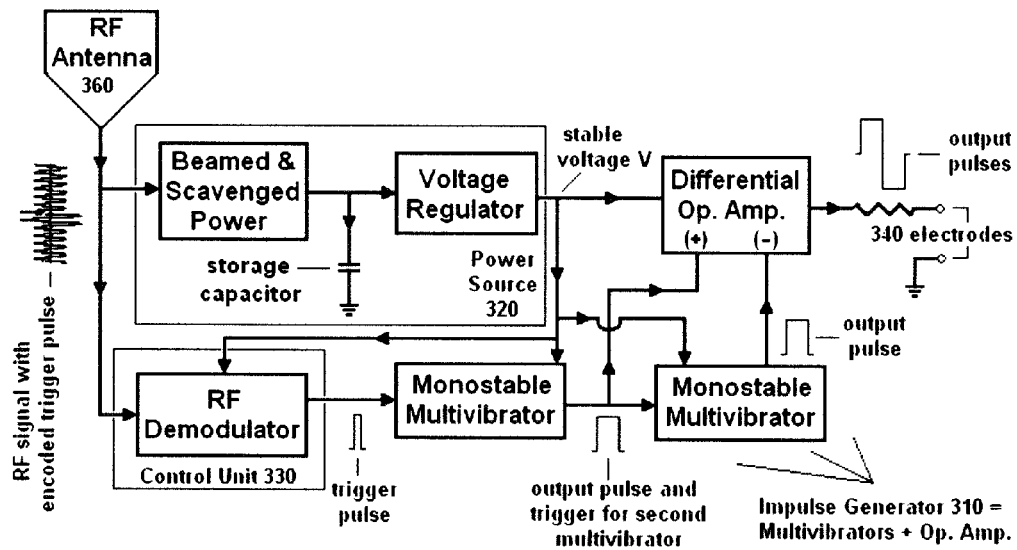 RF
Antenna
360
RF signal with
encoded trigger pulse
Beamed &
Scavenged
Power
storage
capacitor
Voltage
Regulator
Power
Source
320
stable
voltage V
Differential
Op. Amp.
(+) (−)
output
pulses
340 electrodes
output
pulse
RF
Demodulator
Control Unit 330
trigger
pulse
Monostable
Multivibrator
output pulse and
trigger for second
multivibrator
Monostable
Multivibrator
Impulse Generator 310 =
Multivibrators + Op. Amp.